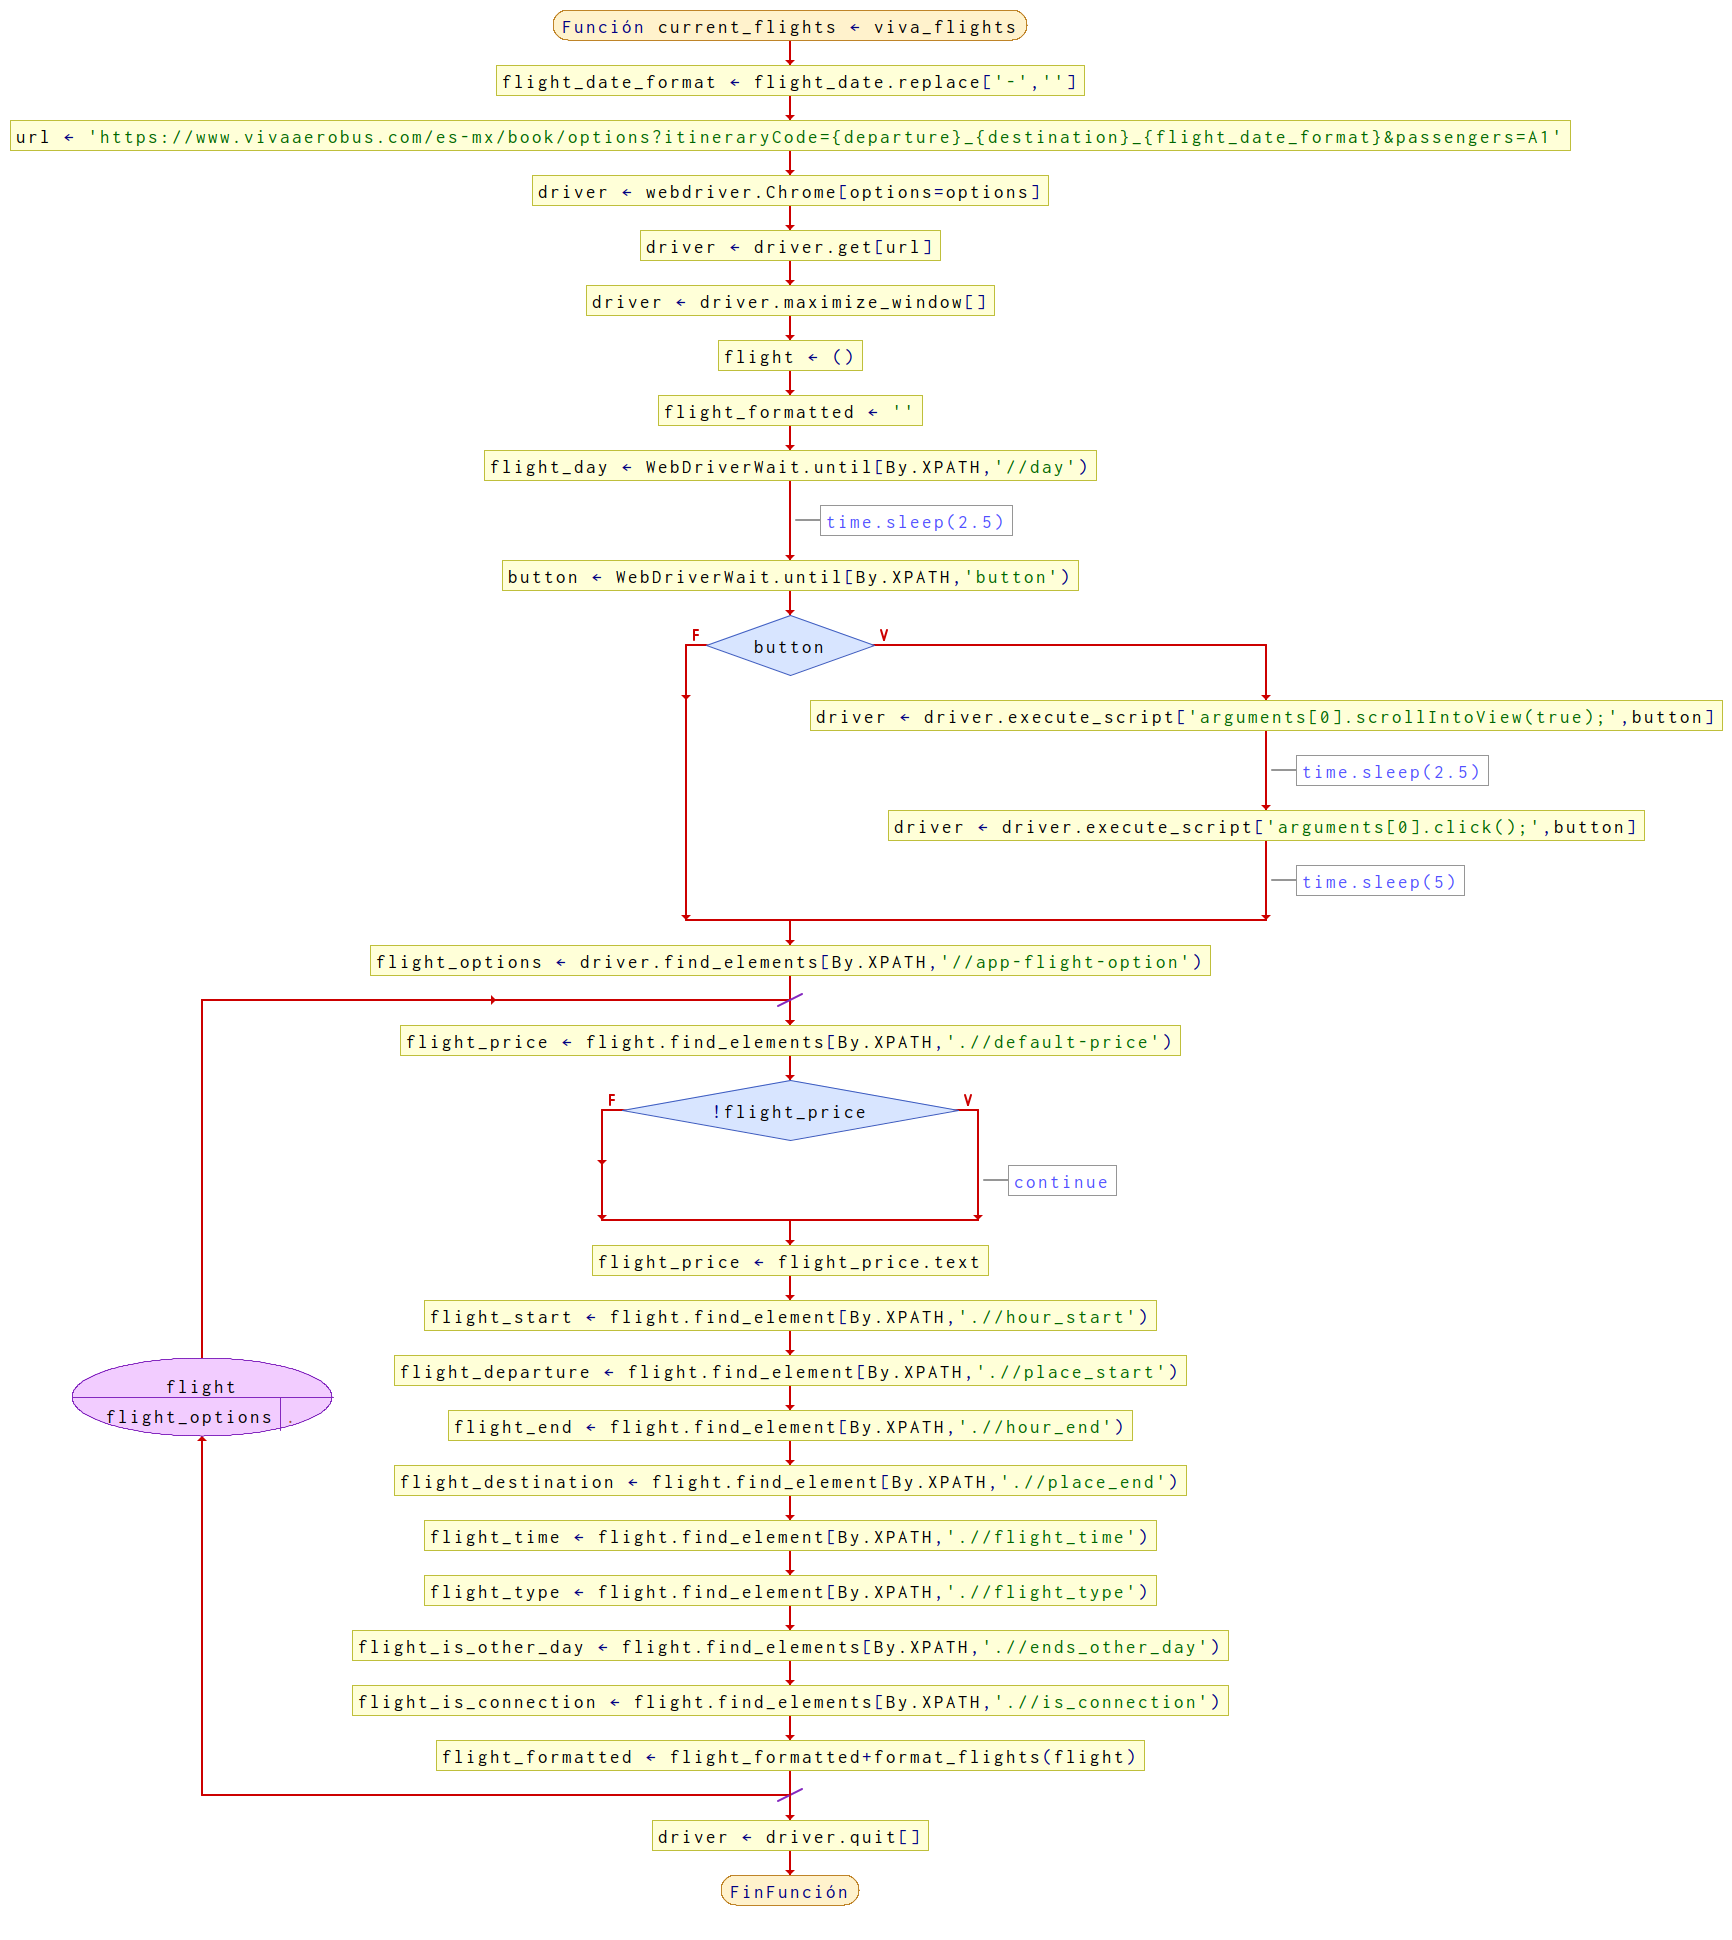 Función current_flights ← viva_flights
flight_date_format ← flight_date.replace['-','']
url ← 'https://www.vivaaerobus.com/es-mx/book/options?itineraryCode={departure}_{destination}_{flight_date_format}&passengers=A1'
driver ← webdriver.Chrome[options=options]
driver ← driver.get[url]
driver ← driver.maximize_window[]
flight ← ()
flight_formatted ← ''
flight_day ← WebDriverWait.until[By.XPATH,'//day')
time.sleep(2.5)
button ← WebDriverWait.until[By.XPATH,'button')
F
V
button
driver ← driver.execute_script['arguments[0].scrollIntoView(true);',button]
time.sleep(2.5)
driver ← driver.execute_script['arguments[0].click();',button]
time.sleep(5)
flight_options ← driver.find_elements[By.XPATH,'//app-flight-option')
flight_price ← flight.find_elements[By.XPATH,'.//default-price')
F
V
!flight_price
continue
flight_price ← flight_price.text
flight_start ← flight.find_element[By.XPATH,'.//hour_start')
flight_departure ← flight.find_element[By.XPATH,'.//place_start')
flight
flight_options .
flight_end ← flight.find_element[By.XPATH,'.//hour_end')
flight_destination ← flight.find_element[By.XPATH,'.//place_end')
flight_time ← flight.find_element[By.XPATH,'.//flight_time')
flight_type ← flight.find_element[By.XPATH,'.//flight_type')
flight_is_other_day ← flight.find_elements[By.XPATH,'.//ends_other_day')
flight_is_connection ← flight.find_elements[By.XPATH,'.//is_connection')
flight_formatted ← flight_formatted+format_flights(flight)
driver ← driver.quit[]
FinFunción